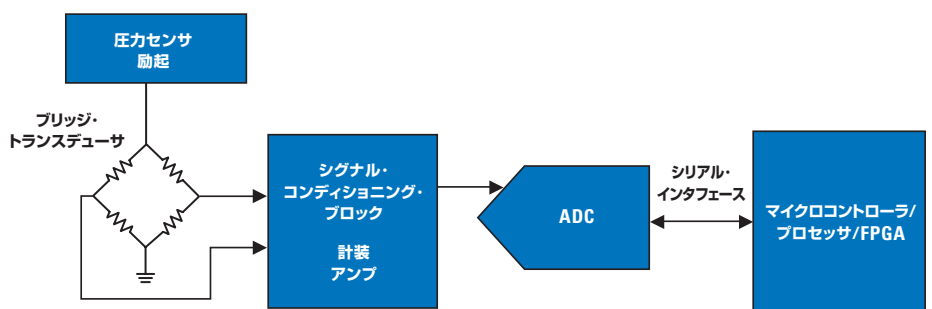 圧力センサ
励起
ブリッジ・
トランスデューサ
シグナル・
コンディショニング・
ブロック
計装
アンプ
ADC
シリアル・
インタフェース
マイクロコントローラ/
プロセッサ/FPGA